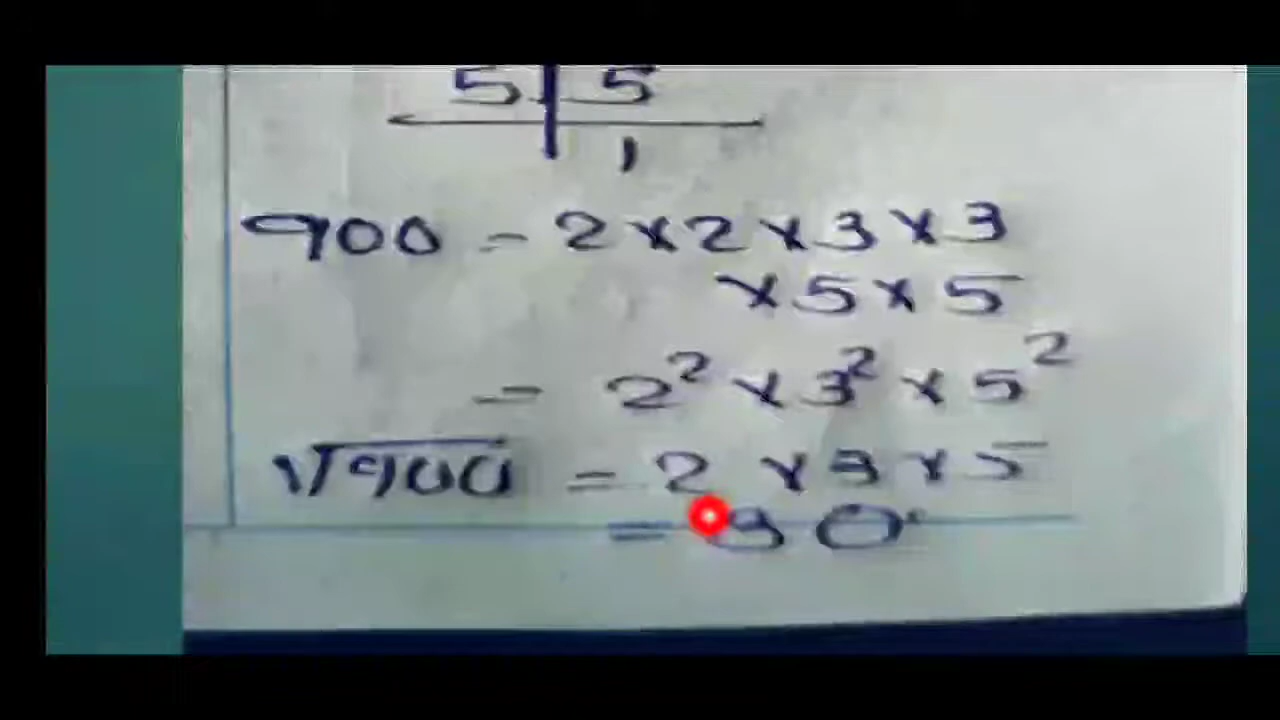 5 | 5
1
900 = 2 × 2 × 3 × 3
× 5 × 5
= 2² × 3² × 5²
√900 = 2 × 3 × 5
= 30